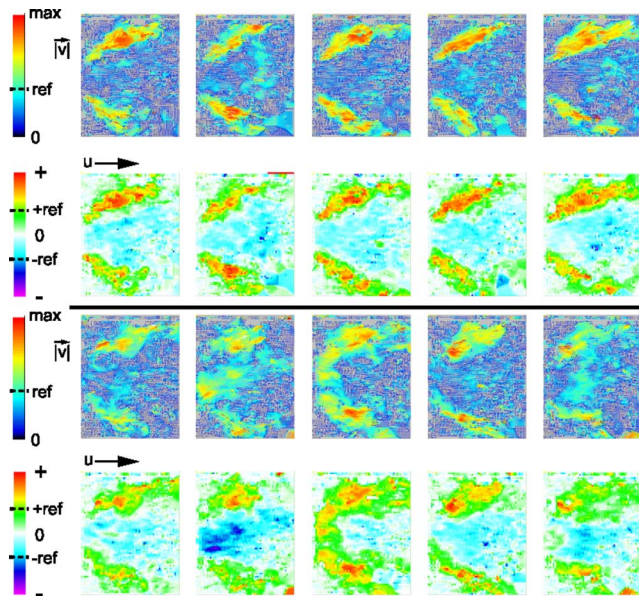 max
|v|
ref
0
u
+
+ref
0
-ref
-
max
|v|
ref
0
u
+
+ref
0
-ref
-